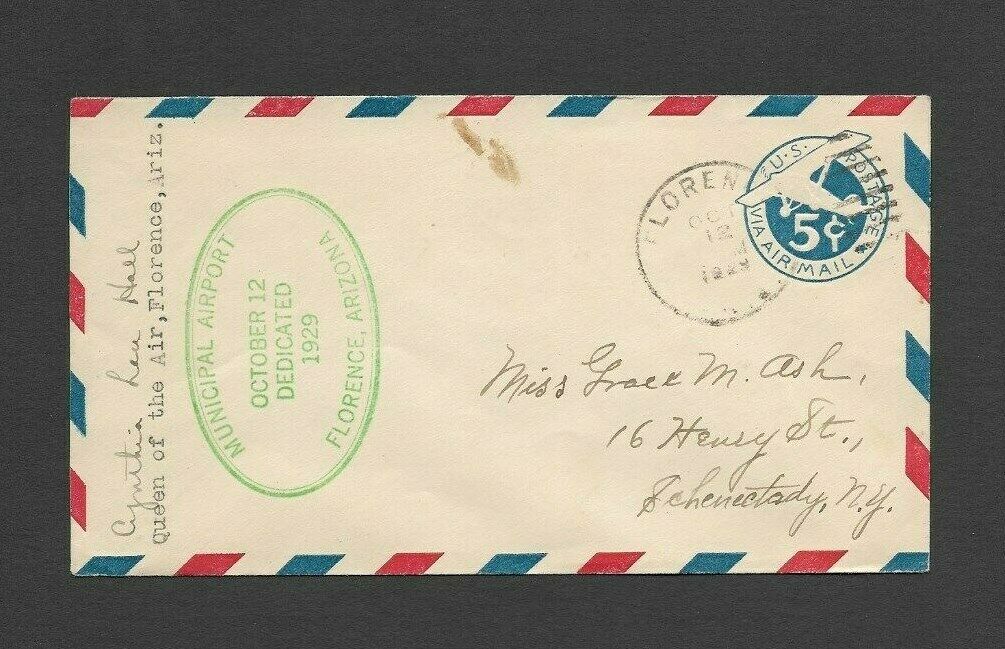 Cynthia Lou Hall
Queen of the Air, Florence, Ariz.
MUNICIPAL AIRPORT
OCTOBER 12
DEDICATED
1929
FLORENCE, ARIZONA
FLOREN
OCT
12
U.S. POSTAGE
5¢
VIA AIR MAIL
Miss Grace M. Ash,
16 Henry St.,
Schenectady, N.Y.